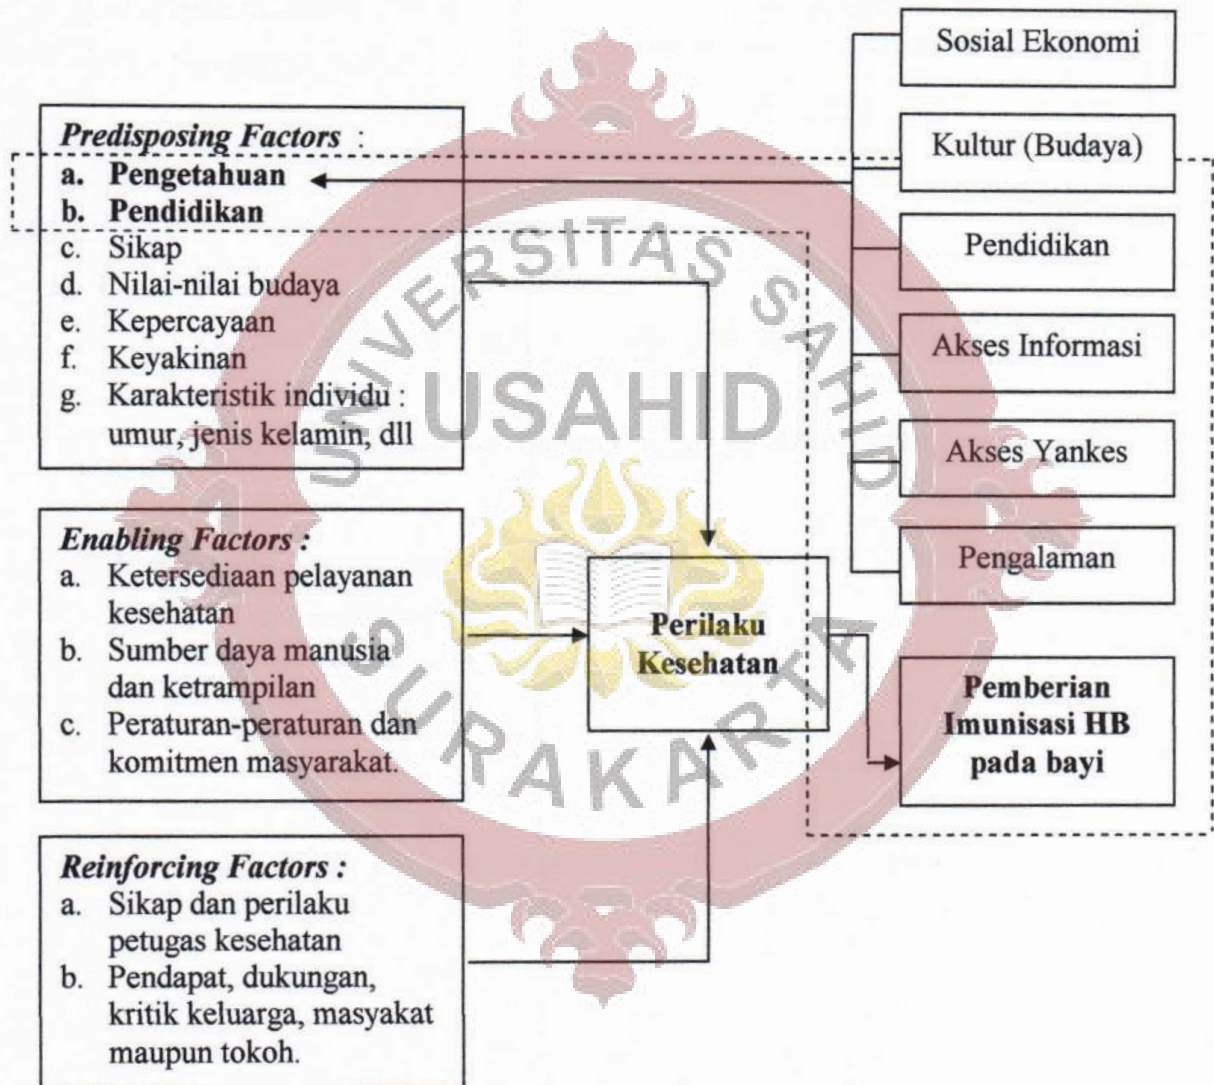 Predisposing Factors :
a. Pengetahuan
b. Pendidikan
c. Sikap
d. Nilai-nilai budaya
e. Kepercayaan
f. Keyakinan
g. Karakteristik individu :
umur, jenis kelamin, dll
Enabling Factors :
a. Ketersediaan pelayanan
kesehatan
b. Sumber daya manusia
dan ketrampilan
c. Peraturan-peraturan dan
komitmen masyarakat.
Reinforcing Factors :
a. Sikap dan perilaku
petugas kesehatan
b. Pendapat, dukungan,
kritik keluarga, masyakat
maupun tokoh.
Perilaku
Kesehatan
Sosial Ekonomi
Kultur (Budaya)
Pendidikan
Akses Informasi
Akses Yankes
Pengalaman
Pemberian
Imunisasi HB
pada bayi
UNIVERSITAS SAHID
USAHID
SURAKARTA